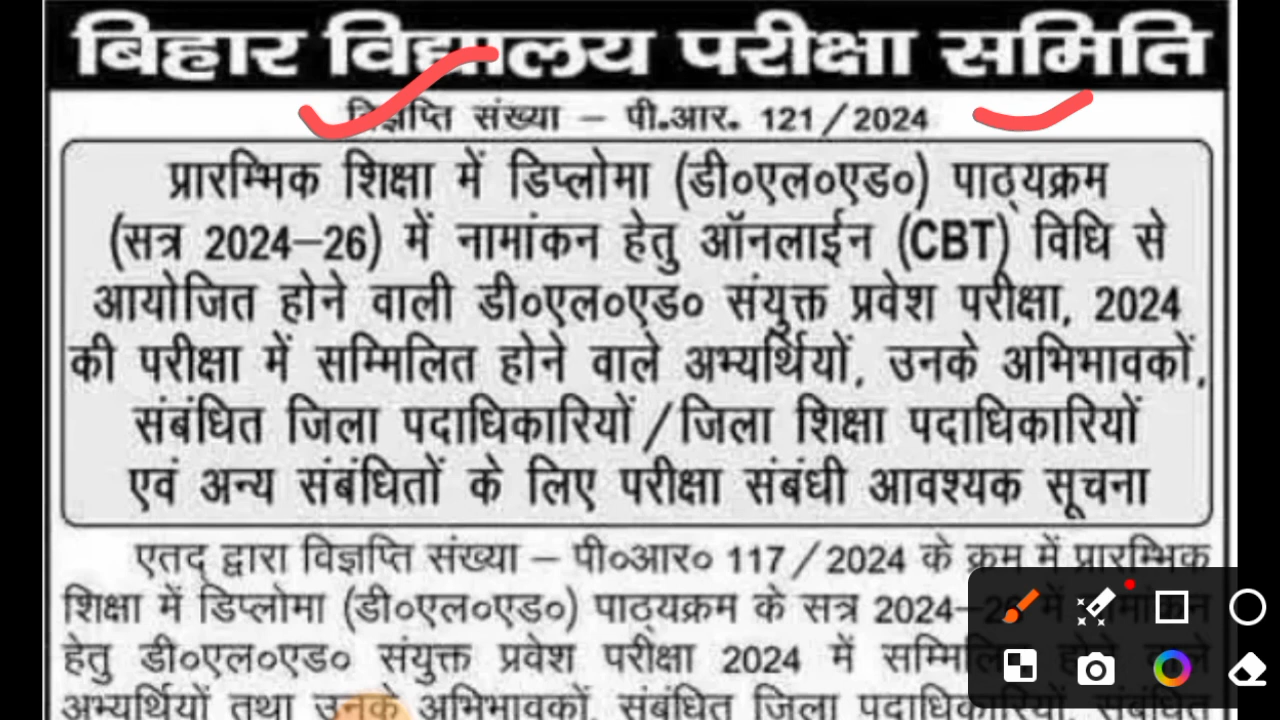 बिहार विद्यालय परीक्षा समिति
विज्ञप्ति संख्या – पी.आर. 121/2024
प्रारम्भिक शिक्षा में डिप्लोमा (डी०एल०एड०) पाठ्यक्रम
(सत्र 2024–26) में नामांकन हेतु ऑनलाईन (CBT) विधि से
आयोजित होने वाली डी०एल०एड० संयुक्त प्रवेश परीक्षा, 2024
की परीक्षा में सम्मिलित होने वाले अभ्यर्थियों, उनके अभिभावकों,
संबंधित जिला पदाधिकारियों/जिला शिक्षा पदाधिकारियों
एवं अन्य संबंधितों के लिए परीक्षा संबंधी आवश्यक सूचना
एतद् द्वारा विज्ञप्ति संख्या – पी०आर० 117/2024 के क्रम में प्रारम्भिक
शिक्षा में डिप्लोमा (डी०एल०एड०) पाठ्यक्रम के सत्र 2024–26 में
हेतु डी०एल०एड० संयुक्त प्रवेश परीक्षा 2024 में
अभ्यर्थियों तथा उनके अभिभावकों, संबंधित जिला पदाधिकारियों, संबंधित